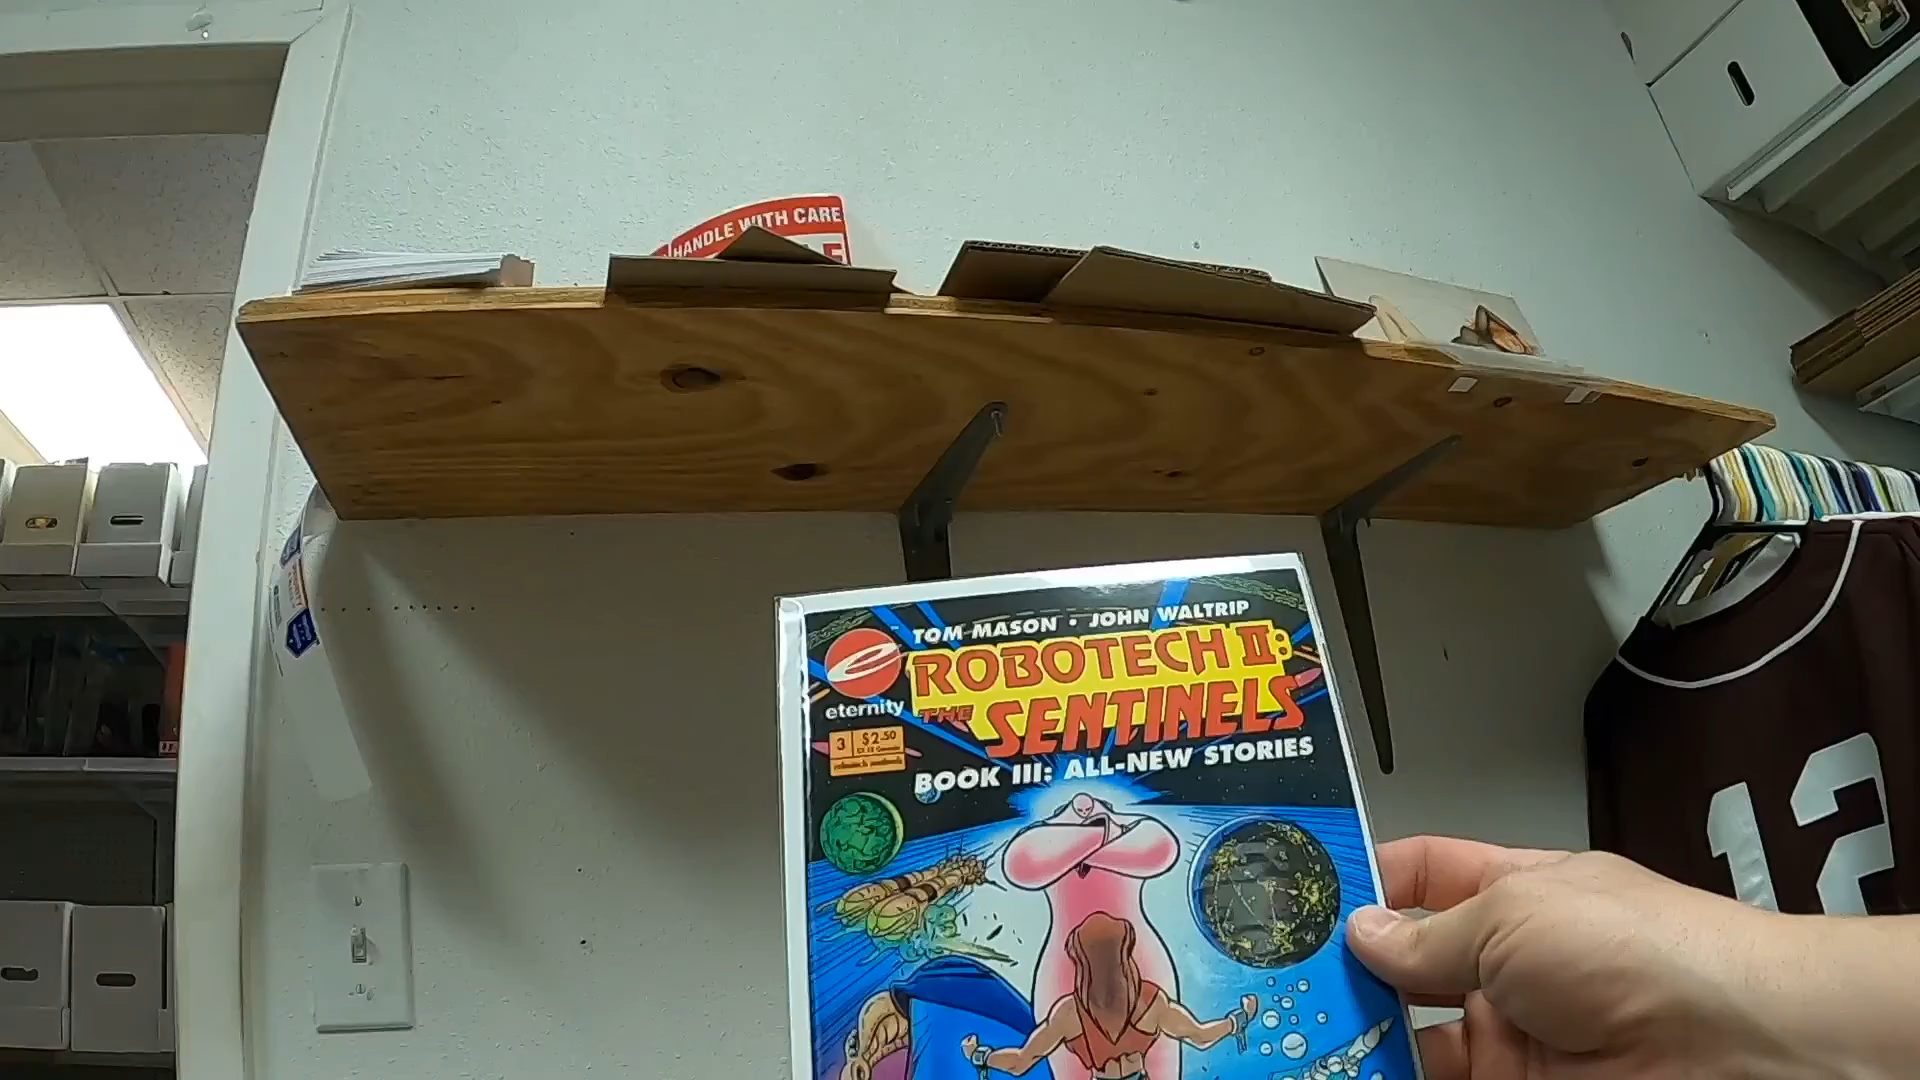 HANDLE WITH CARE
TOM MASON • JOHN WALTRIP
ROBOTECH II:
THE SENTINELS
eternity
3 $2.50
BOOK III: ALL-NEW STORIES
12